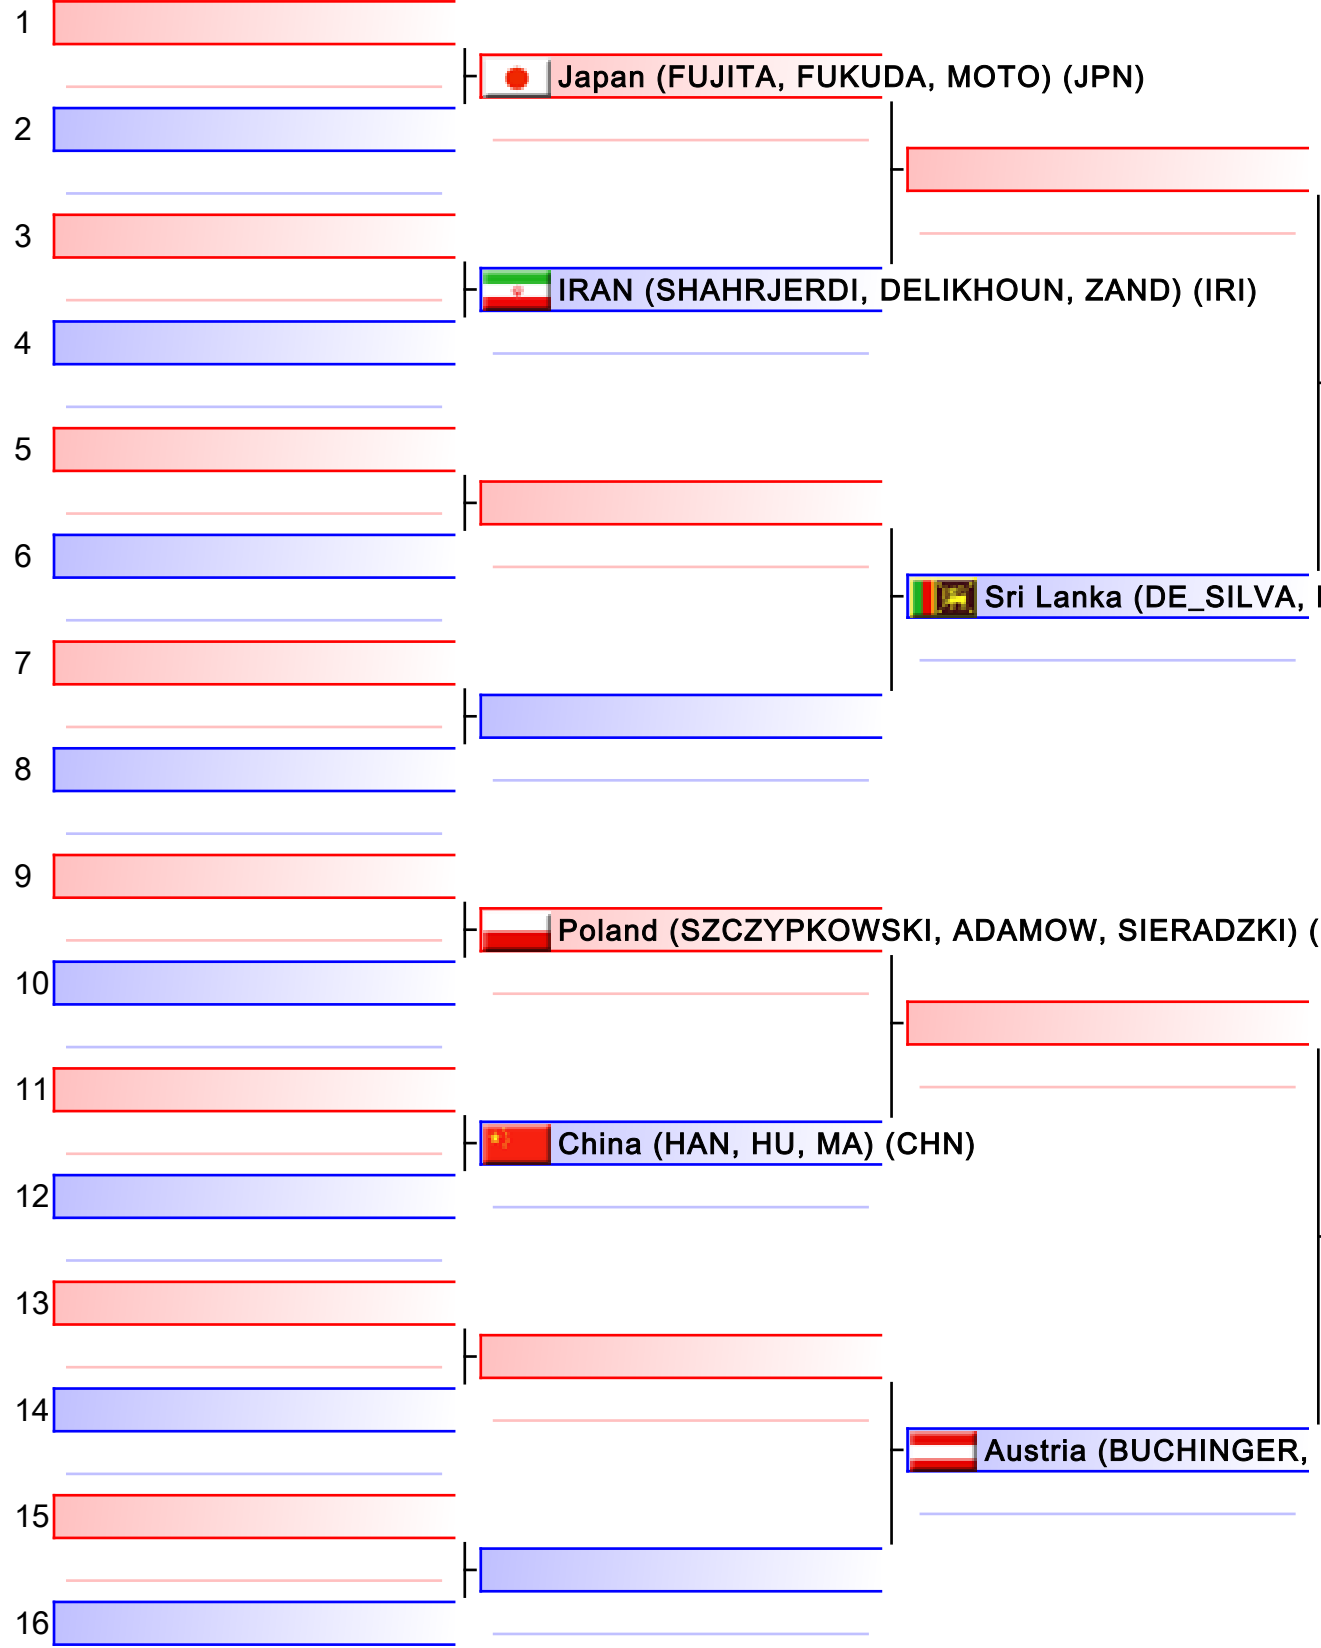 1
Japan (FUJITA, FUKUDA, MOTO) (JPN)
2
3
IRAN (SHAHRJERDI, DELIKHOUN, ZAND) (IRI)
4
5
6
Sri Lanka (DE_SILVA,
7
8
9
Poland (SZCZYPKOWSKI, ADAMOW, SIERADZKI) (
10
11
China (HAN, HU, MA) (CHN)
12
13
14
Austria (BUCHINGER,
15
16